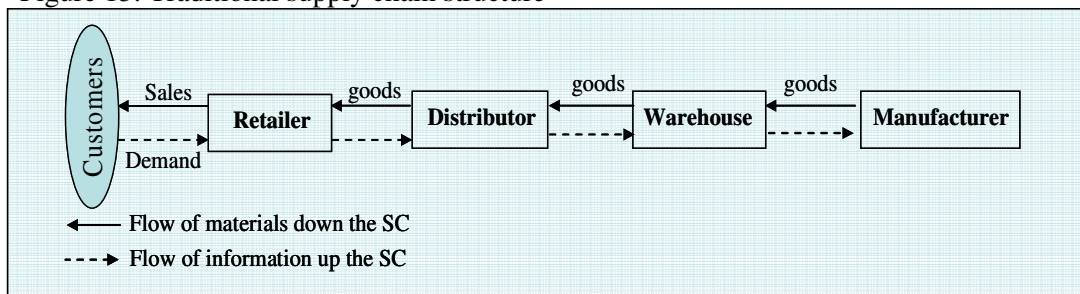 Figure Traditional supply chain structure
Customers
Sales
goods
goods
goods
Retailer
Distributor
Warehouse
Manufacturer
Demand
Flow of materials down the SC
Flow of information up the SC